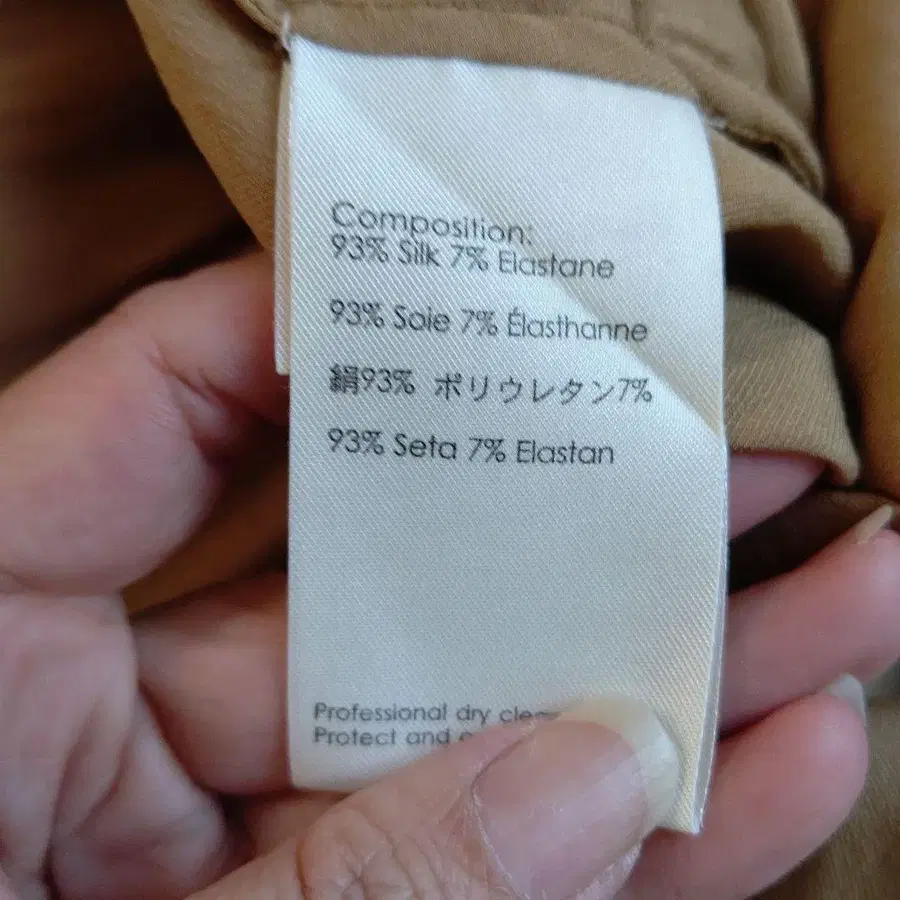 Composition:
93% Silk 7% Elastane
93% Soie 7% Élasthanne
絹93% ポリウレタン7%
93% Seta 7% Elastan
Professional dry
Protect and